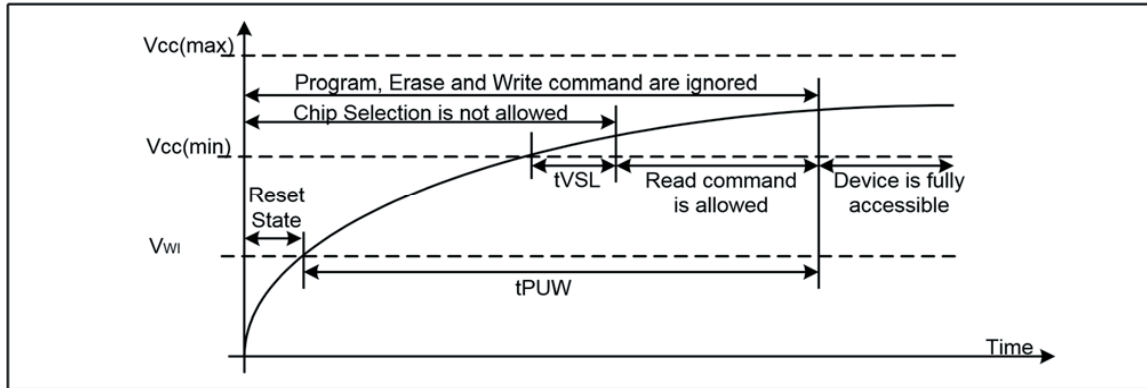 Vcc(max)
Program, Erase and Write command are ignored
Chip Selection is not allowed
Vcc(min)
tVSL
Read command
is allowed
Device is fully
accessible
Reset
State
VWI
tPUW
Time